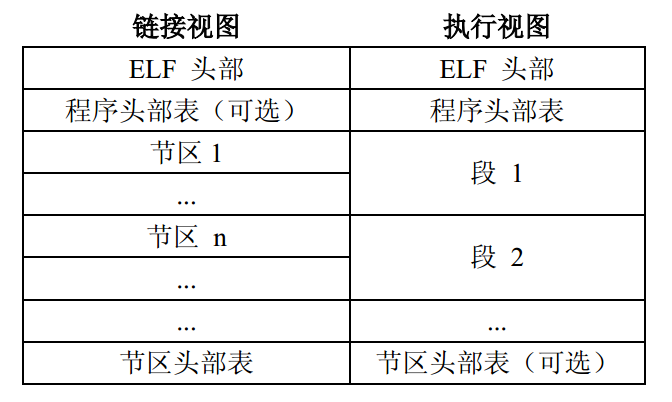 链接视图 执行视图
ELF 头部 ELF 头部
程序头部表（可选） 程序头部表
节区 1
段 1
...
节区 n
段 2
...
... ...
节区头部表 节区头部表（可选）